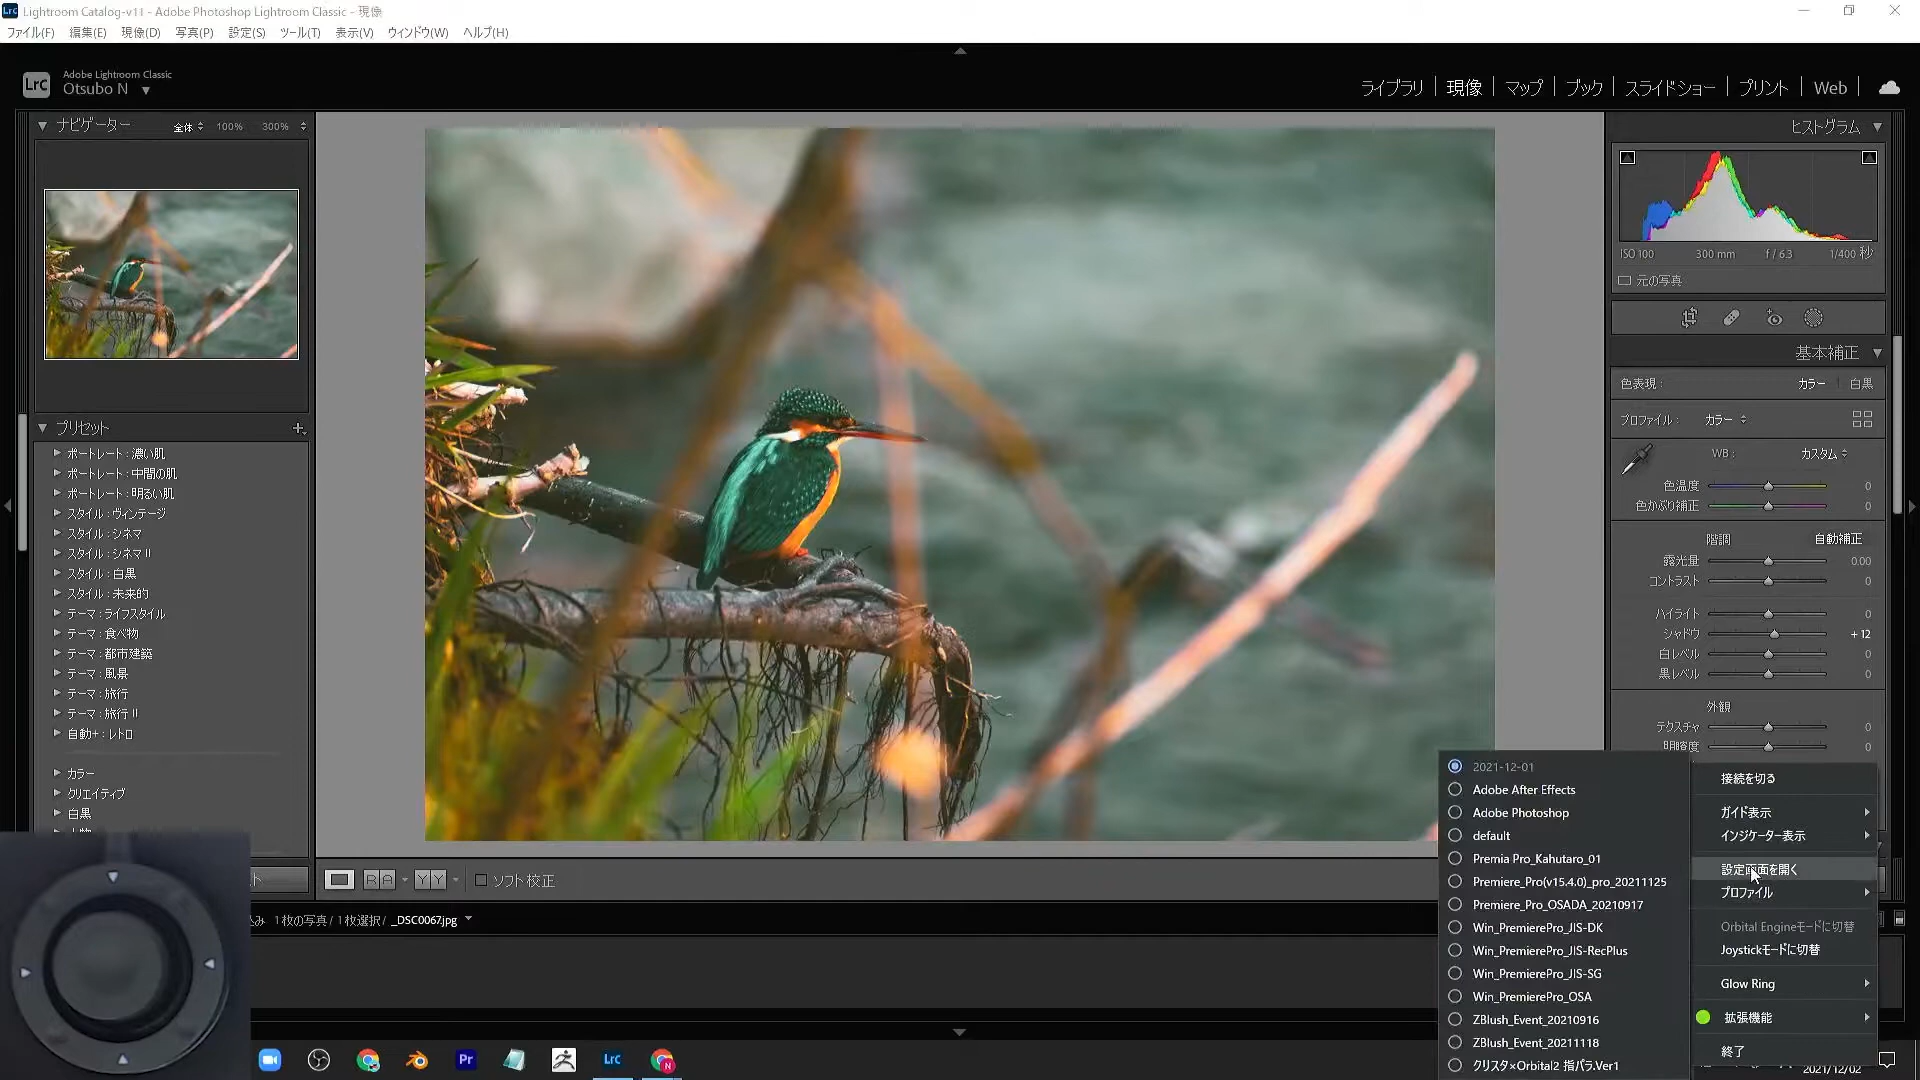 Lightroom Catalog-v11 - Adobe Photoshop Lightroom Classic - 現像
ファイル(F) 編集(E) 現像(D) 写真(P) 設定(S) ツール(T) 表示(V) ウィンドウ(W) ヘルプ(H)
LrC
Adobe Lightroom Classic
Otsubo N
ライブラリ 現像 マップ ブック スライドショー プリント Web
ナビゲーター 全体 100% 300%
プリセット
ポートレート : 濃い肌
ポートレート : 中間の肌
ポートレート : 明るい肌
スタイル : ヴィンテージ
スタイル : シネマ
スタイル : シネマ II
スタイル : 白黒
スタイル : 未来的
テーマ : ライフスタイル
テーマ : 食べ物
テーマ : 都市建築
テーマ : 風景
テーマ : 旅行
テーマ : 旅行 II
自動+ : レトロ
カラー
クリエイティブ
白黒
ヒストグラム
ISO 100 300 mm f / 6.3 1/400 秒
元の写真
基本補正
色表現 : カラー 白黒
プロファイル : カラー
WB : カスタム
色温度 0
色かぶり補正 0
階調 自動補正
露光量 0.00
コントラスト 0
ハイライト 0
シャドウ + 12
白レベル 0
黒レベル 0
外観
テクスチャ 0
明瞭度 0
2021-12-01
Adobe After Effects
Adobe Photoshop
default
Premia Pro_Kahutaro_01
Premiere_Pro(v15.4.0)_pro_20211125
Premiere_Pro_OSADA_20210917
Win_PremierePro_JIS-DK
Win_PremierePro_JIS-RecPlus
Win_PremierePro_JIS-SG
Win_PremierePro_OSA
ZBlush_Event_20210916
ZBlush_Event_20211118
クリスタ×Orbital2 指パラ.Ver1
接続を切る
ガイド表示
インジケーター表示
設定画面を開く
プロファイル
Orbital Engineモードに切替
Joystickモードに切替
Glow Ring
拡張機能
終了
RA YY ソフト校正
1枚の写真 / 1枚選択 / _DSC0067.jpg
Pr Lrc N
2021/12/02